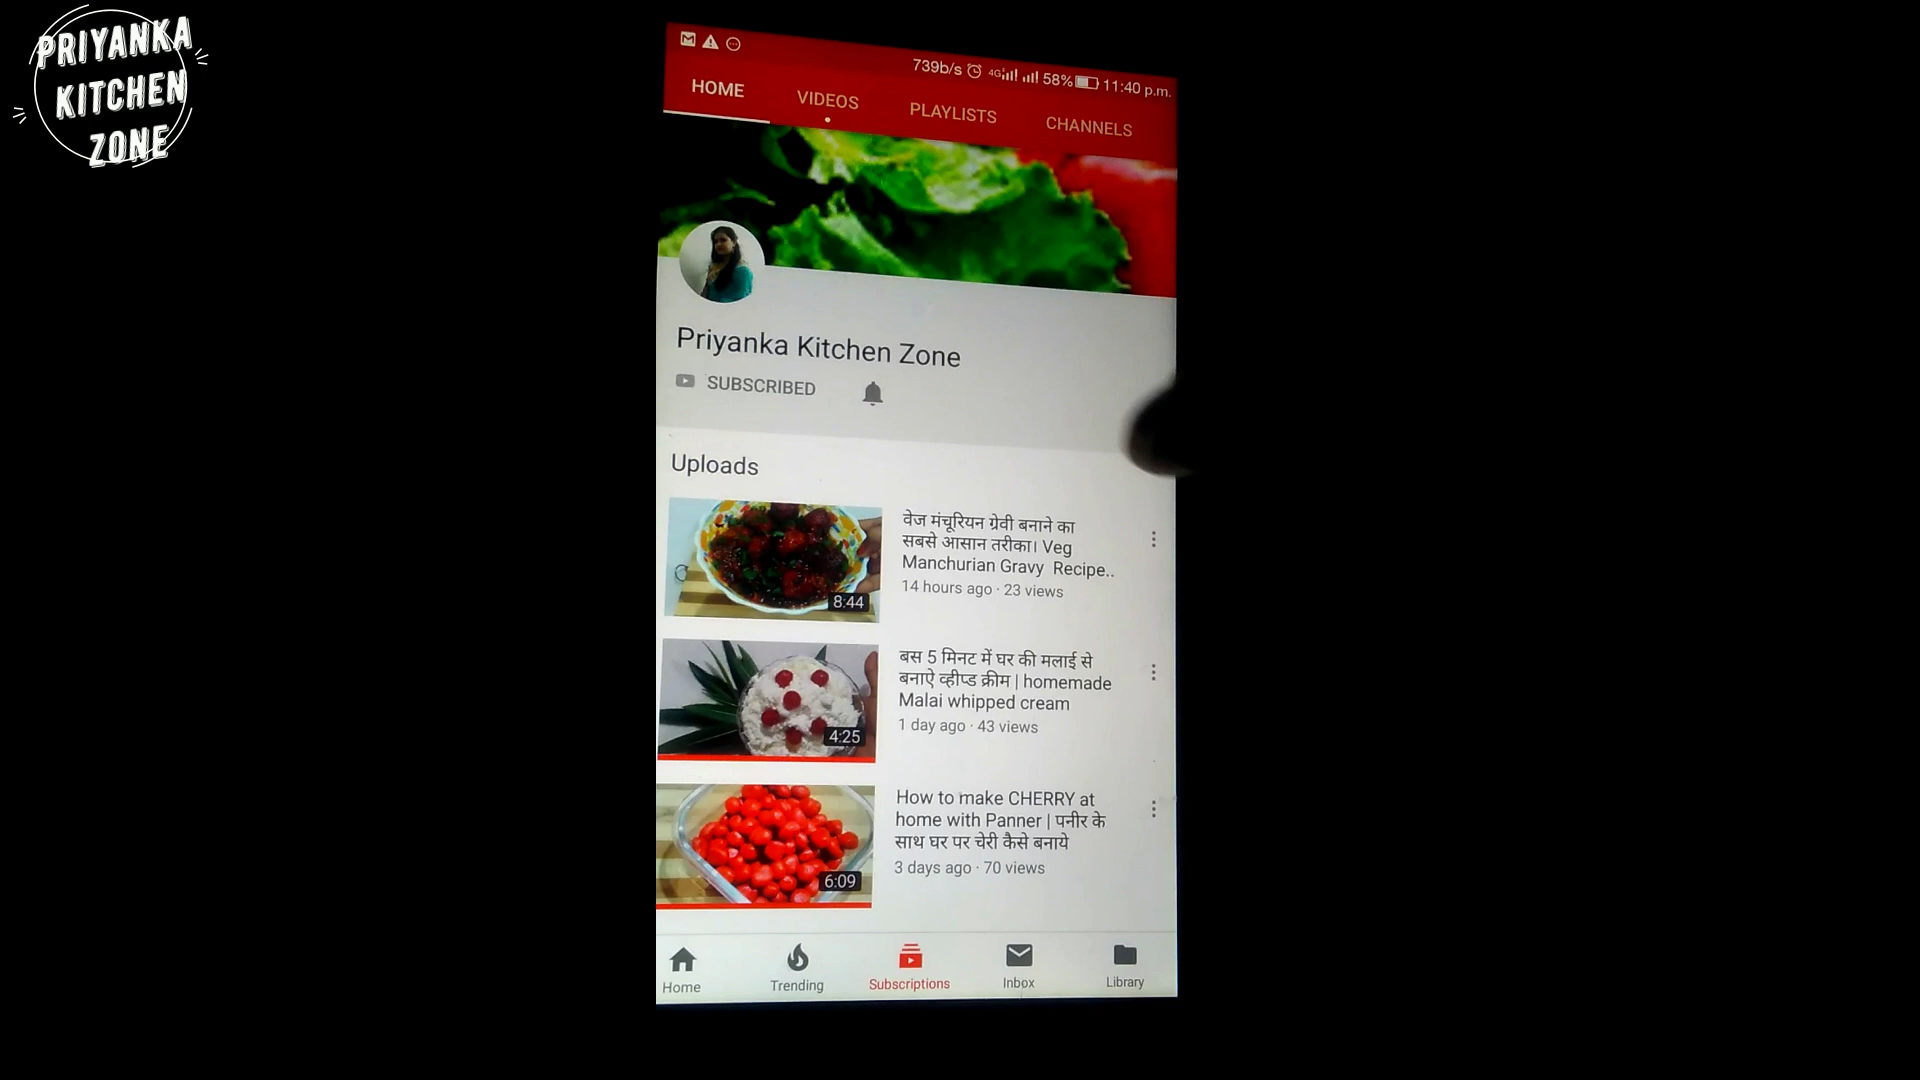 PRIYANKA
KITCHEN
ZONE
739b/s 4G 58% 11:40 p.m.
HOME VIDEOS PLAYLISTS CHANNELS
Priyanka Kitchen Zone
SUBSCRIBED
Uploads
वेज मंचूरियन ग्रेवी बनाने का
सबसे आसान तरीका। Veg
Manchurian Gravy Recipe..
14 hours ago · 23 views
8:44
बस 5 मिनट में घर की मलाई से
बनाऐ व्हीप्ड क्रीम | homemade
Malai whipped cream
1 day ago · 43 views
4:25
How to make CHERRY at
home with Panner | पनीर के
साथ घर पर चेरी कैसे बनाये
3 days ago · 70 views
6:09
Home Trending Subscriptions Inbox Library